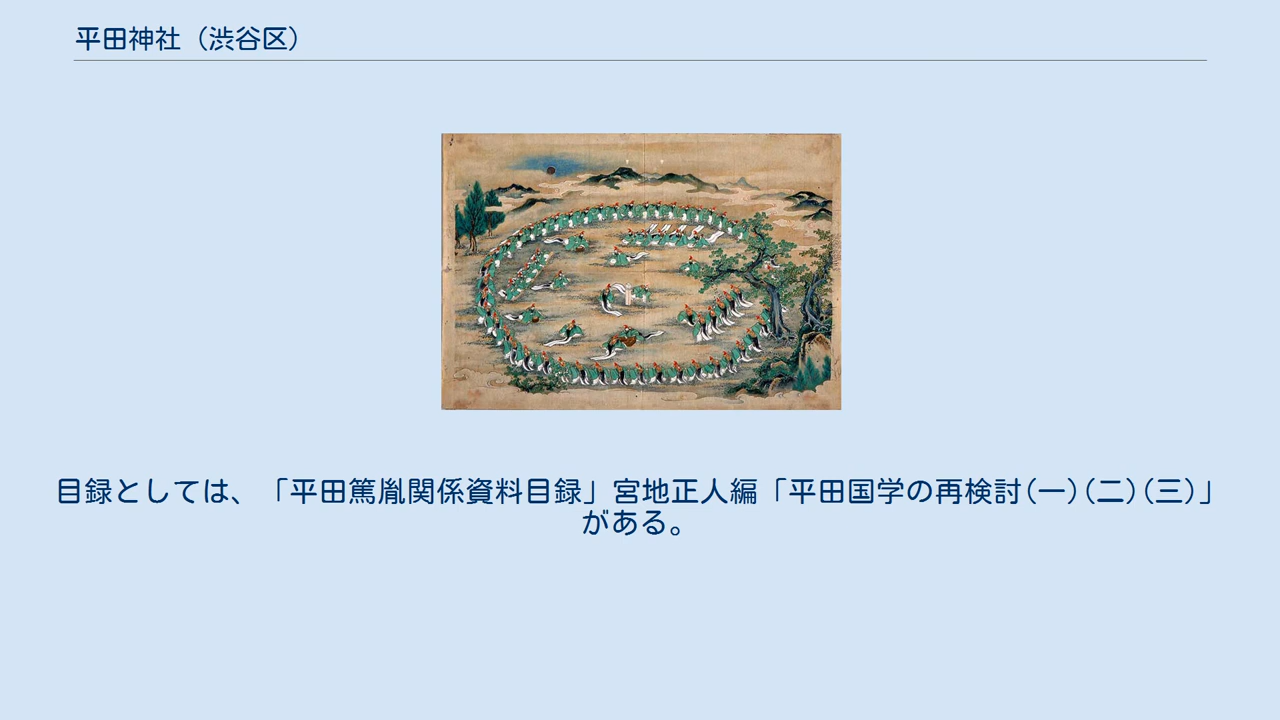 平田神社（渋谷区）
目録としては、「平田篤胤関係資料目録」宮地正人編「平田国学の再検討(一)(二)(三)」
がある。